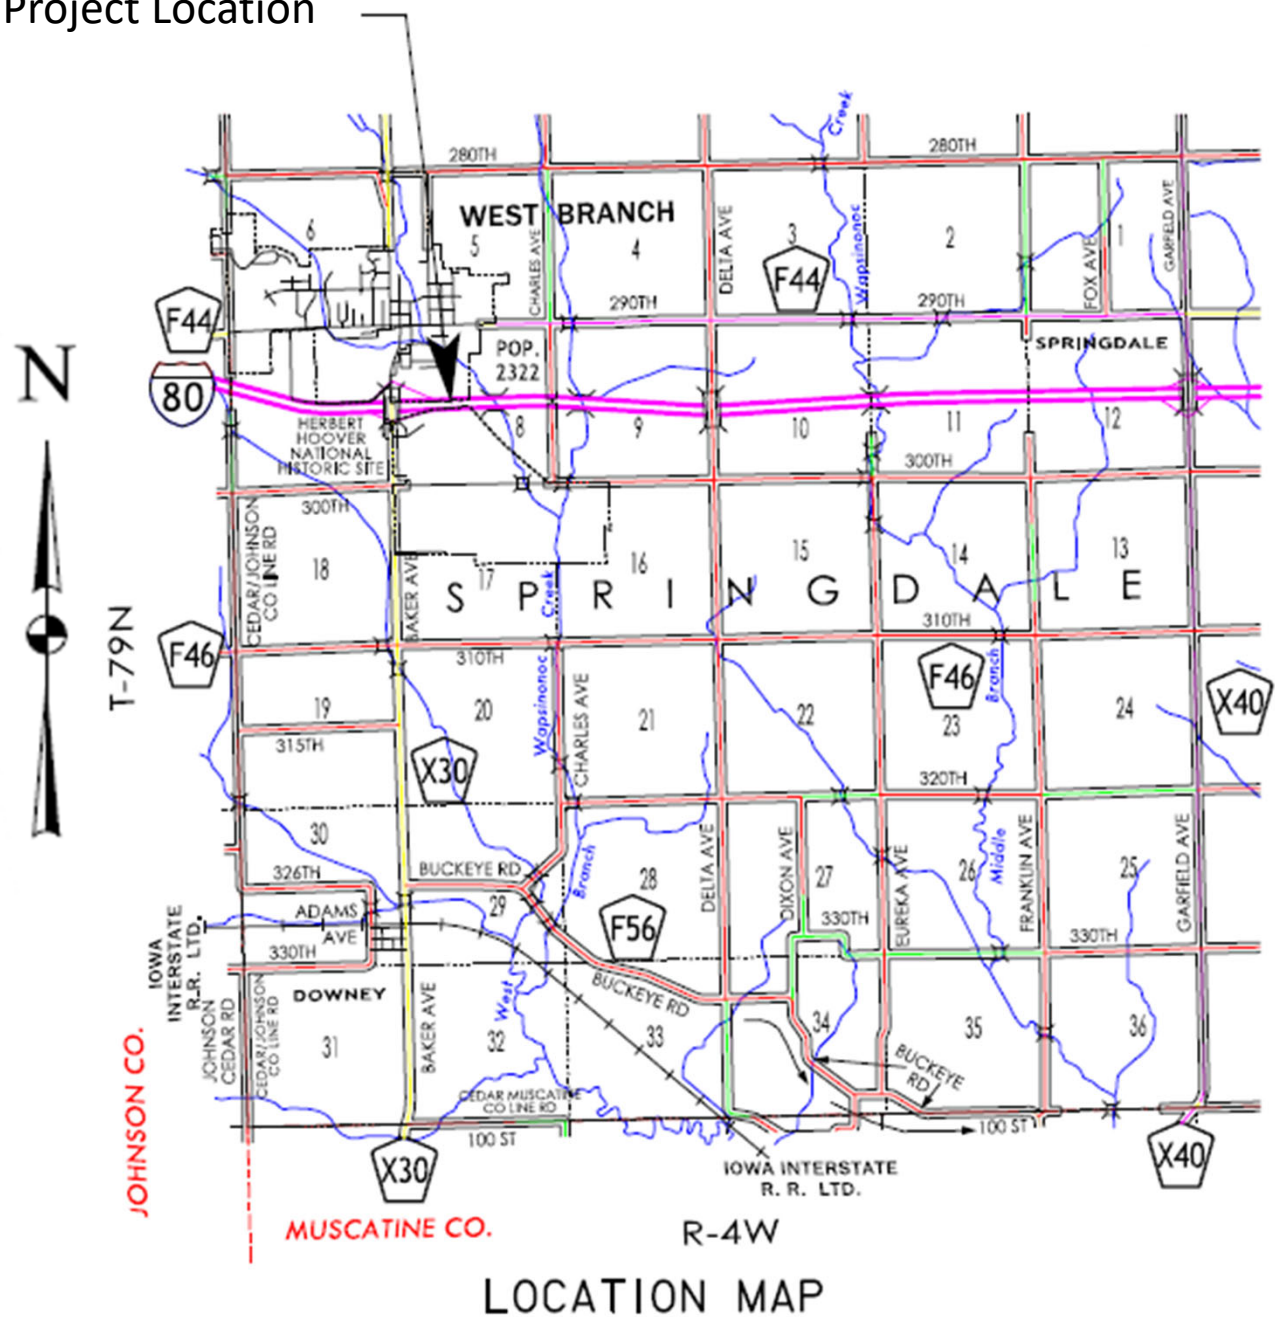 Project Location
Creek
280TH
280TH
WEST BRANCH
6
5
CHARLES AVE
4
DELTA AVE
3
F44
Wapsinonoc
2
FOX AVE
1
GARFIELD AVE
290TH
290TH
F44
POP.
2322
SPRINGDALE
N
80
HERBERT
HOOVER
NATIONAL
HISTORIC SITE
8
9
10
11
12
300TH
300TH
CEDAR/JOHNSON
CO LINE RD
18
BAKER AVE
17
16
15
14
13
SPRINGDALE
Creek
T-79N
F46
310TH
310TH
F46
Branch
X40
19
20
Wapsinonoc
CHARLES AVE
21
22
23
24
315TH
X30
320TH
30
326TH
BUCKEYE RD
29
Branch
28
DELTA AVE
DIXON AVE
27
EUREKA AVE
26
Middle
FRANKLIN AVE
25
GARFIELD AVE
IOWA
INTERSTATE
R.R. LTD.
ADAMS
AVE
F56
330TH
330TH
330TH
DOWNEY
BUCKEYE RD
JOHNSON
CEDAR RD
CEDAR/JOHNSON
CO LINE RD
31
BAKER AVE
West
32
33
34
35
36
BUCKEYE
RD
CEDAR MUSCATINE
CO LINE RD
100 ST
100 ST
JOHNSON CO.
X30
IOWA INTERSTATE
R. R. LTD.
X40
MUSCATINE CO.
R-4W
LOCATION MAP